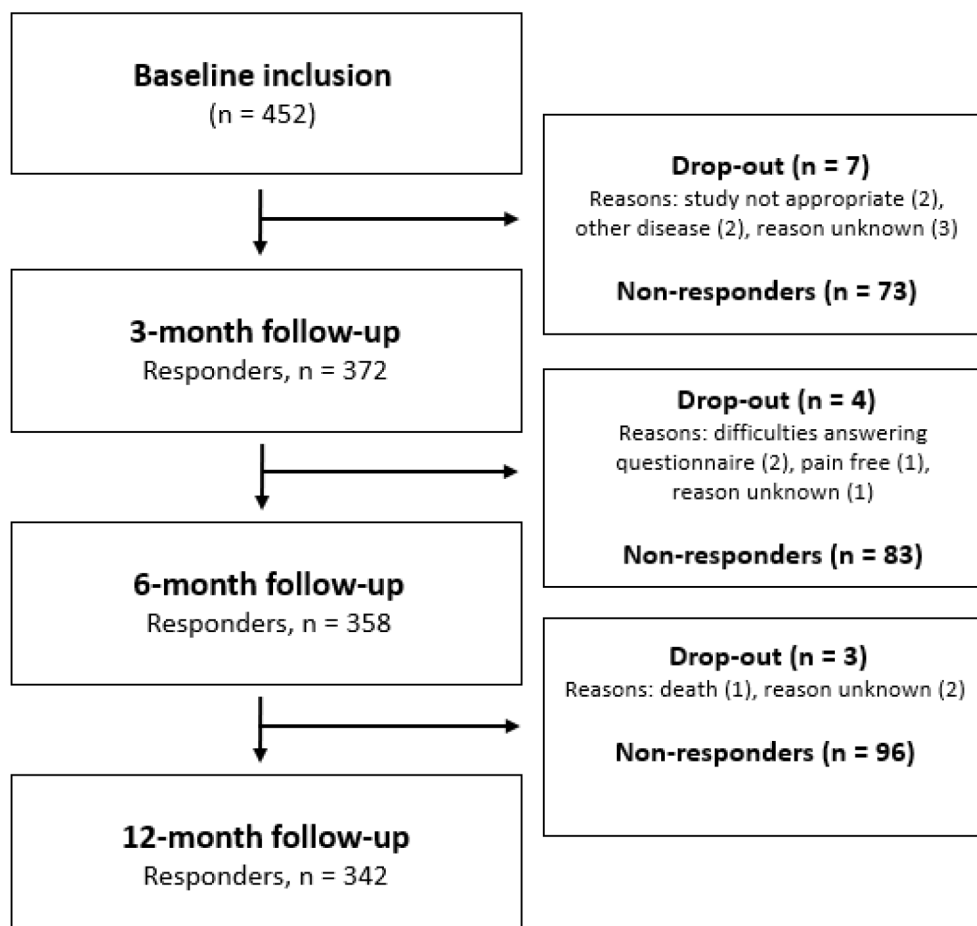 Baseline inclusion
(n = 452)
Drop-out (n = 7)
Reasons: study not appropriate (2),
other disease (2), reason unknown (3)
Non-responders (n = 73)
3-month follow-up
Responders, n = 372
Drop-out (n = 4)
Reasons: difficulties answering
questionnaire (2), pain free (1),
reason unknown (1)
Non-responders (n = 83)
6-month follow-up
Responders, n = 358
Drop-out (n = 3)
Reasons: death (1), reason unknown (2)
Non-responders (n = 96)
12-month follow-up
Responders, n = 342